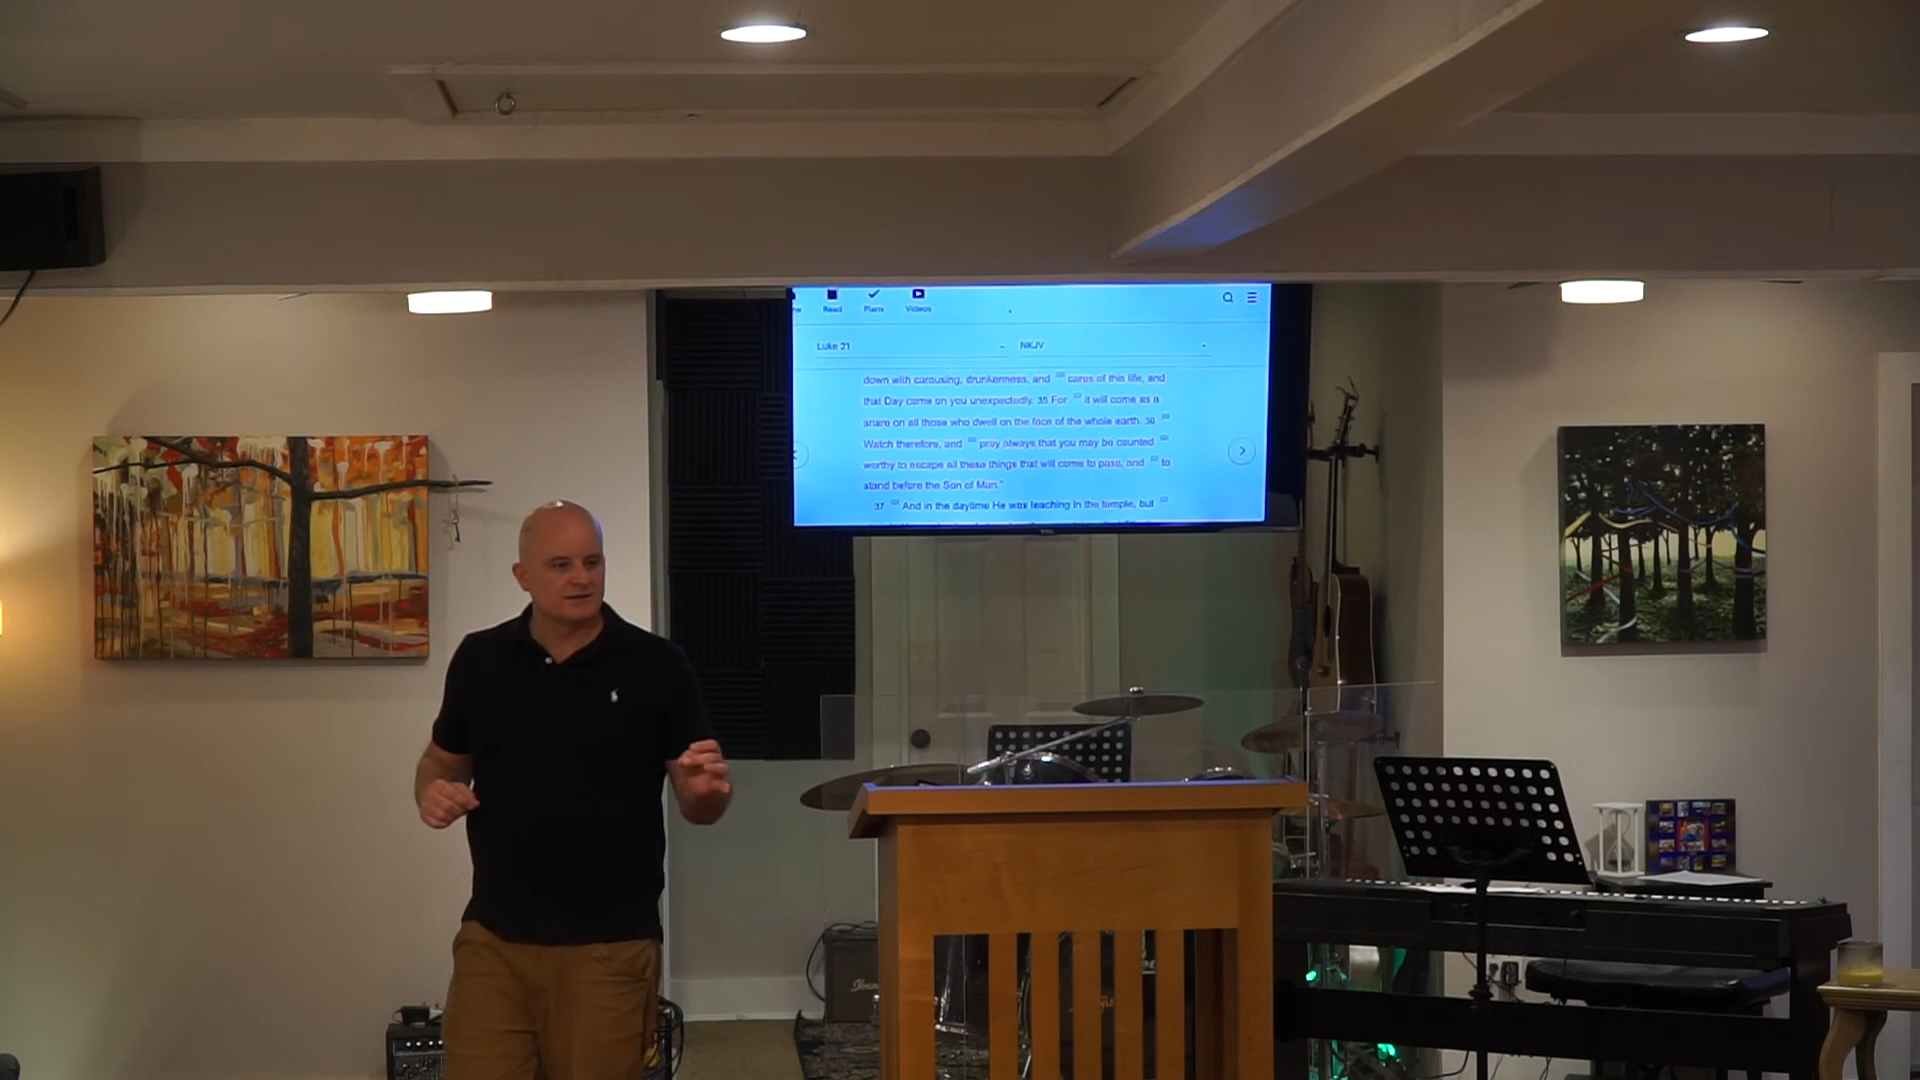 Read Plans Videos
Luke 21 NKJV
down with carousing, drunkenness, and cares of this life, and
that Day come on you unexpectedly. 35 For it will come as a
snare on all those who dwell on the face of the whole earth. 36
Watch therefore, and pray always that you may be counted
worthy to escape all these things that will come to pass, and to
stand before the Son of Man."
37 And in the daytime He was teaching in the temple, but
TCL
Ibanez